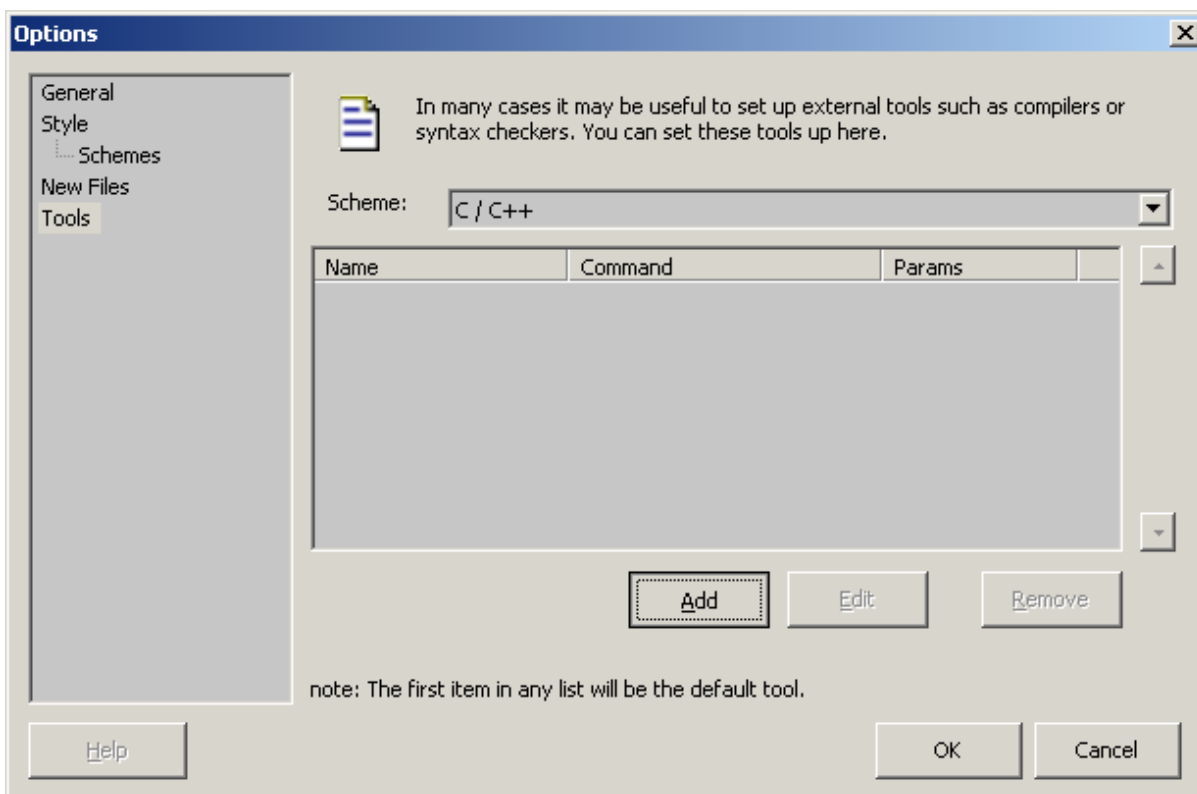 Options
General
Style
Schemes
New Files
Tools
In many cases it may be useful to set up external tools such as compilers or
syntax checkers. You can set these tools up here.
Scheme: C / C++
Name Command Params
Add Edit Remove
note: The first item in any list will be the default tool.
Help OK Cancel